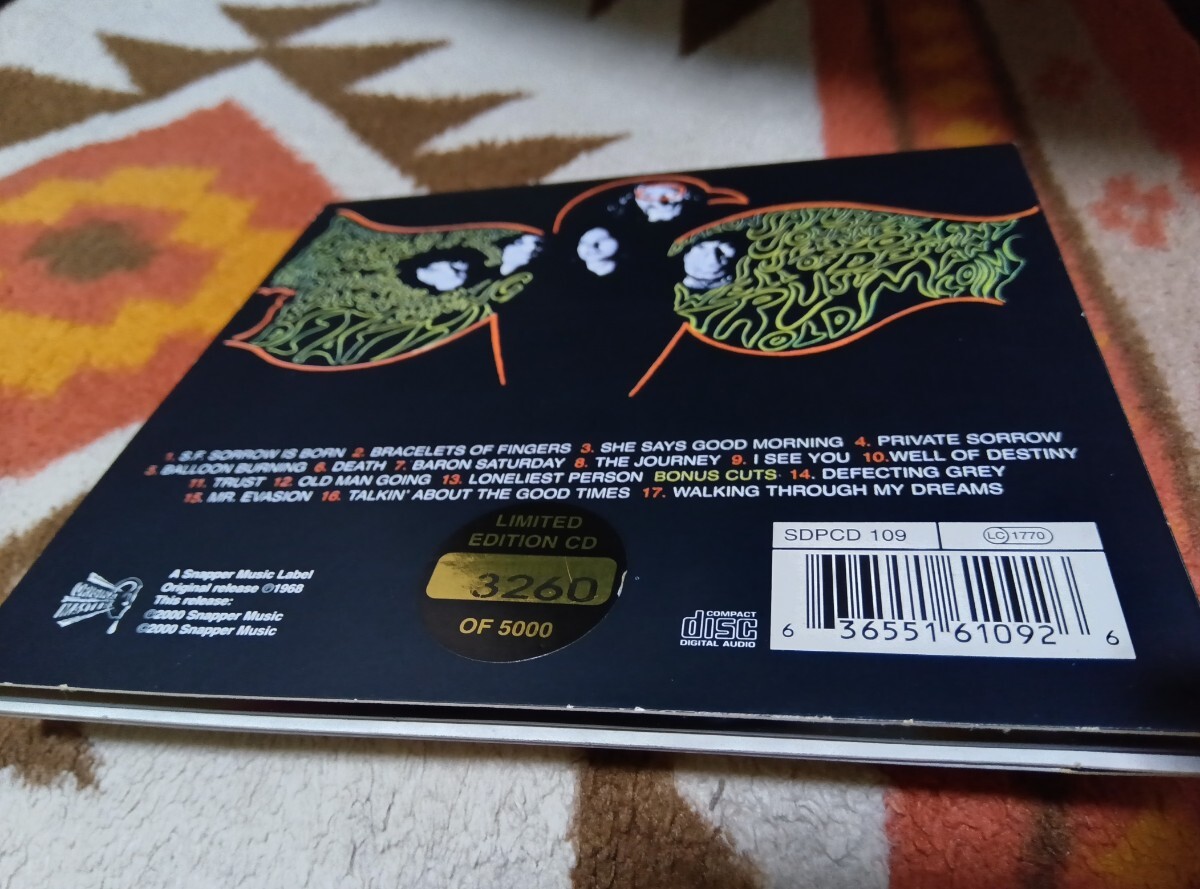 1. S.F. SORROW IS BORN 2. BRACELETS OF FINGERS 3. SHE SAYS GOOD MORNING 4. PRIVATE SORROW
5. BALLOON BURNING 6. DEATH 7. BARON SATURDAY 8. THE JOURNEY 9. I SEE YOU 10. WELL OF DESTINY
11. TRUST 12. OLD MAN GOING 13. LONELIEST PERSON BONUS CUTS· 14. DEFECTING GREY
15. MR. EVASION 16. TALKIN' ABOUT THE GOOD TIMES 17. WALKING THROUGH MY DREAMS
A Snapper Music Label
Original release ℗1968
This release:
℗2000 Snapper Music
©2000 Snapper Music
LIMITED
EDITION CD
3260
OF 5000
COMPACT
disc
DIGITAL AUDIO
SDPCD 109
LC 1770
6 36551 61092 6